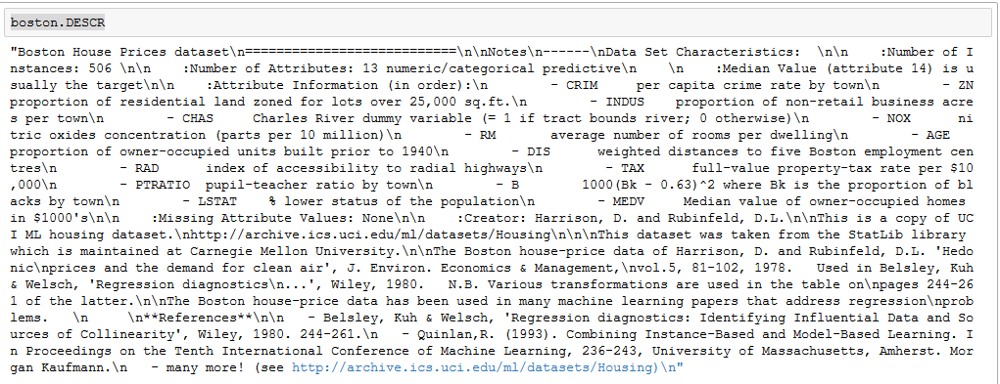 boston.DESCR
"Boston House Prices dataset\n===========================\n\nNotes\n------\nData Set Characteristics:  \n\n    :Number of I
nstances: 506 \n\n    :Number of Attributes: 13 numeric/categorical predictive\n    \n    :Median Value (attribute 14) is u
sually the target\n\n    :Attribute Information (in order):\n        - CRIM     per capita crime rate by town\n        - ZN
proportion of residential land zoned for lots over 25,000 sq.ft.\n        - INDUS    proportion of non-retail business acre
s per town\n        - CHAS     Charles River dummy variable (= 1 if tract bounds river; 0 otherwise)\n        - NOX      ni
tric oxides concentration (parts per 10 million)\n        - RM       average number of rooms per dwelling\n        - AGE
proportion of owner-occupied units built prior to 1940\n        - DIS      weighted distances to five Boston employment cen
tres\n        - RAD      index of accessibility to radial highways\n        - TAX      full-value property-tax rate per $10
,000\n        - PTRATIO  pupil-teacher ratio by town\n        - B        1000(Bk - 0.63)^2 where Bk is the proportion of bl
acks by town\n        - LSTAT    % lower status of the population\n        - MEDV     Median value of owner-occupied homes
in $1000's\n\n    :Missing Attribute Values: None\n\n    :Creator: Harrison, D. and Rubinfeld, D.L.\n\nThis is a copy of UC
I ML housing dataset.\nhttp://archive.ics.uci.edu/ml/datasets/Housing\n\n\nThis dataset was taken from the StatLib library
which is maintained at Carnegie Mellon University.\n\nThe Boston house-price data of Harrison, D. and Rubinfeld, D.L. 'Hedo
nic\nprices and the demand for clean air', J. Environ. Economics & Management,\nvol.5, 81-102, 1978.   Used in Belsley, Kuh
& Welsch, 'Regression diagnostics\n...', Wiley, 1980.   N.B. Various transformations are used in the table on\npages 244-26
1 of the latter.\n\nThe Boston house-price data has been used in many machine learning papers that address regression\nprob
lems.   \n     \n**References**\n\n   - Belsley, Kuh & Welsch, 'Regression diagnostics: Identifying Influential Data and So
urces of Collinearity', Wiley, 1980. 244-261.\n   - Quinlan,R. (1993). Combining Instance-Based and Model-Based Learning. I
n Proceedings on the Tenth International Conference of Machine Learning, 236-243, University of Massachusetts, Amherst. Mor
gan Kaufmann.\n   - many more! (see http://archive.ics.uci.edu/ml/datasets/Housing)\n"